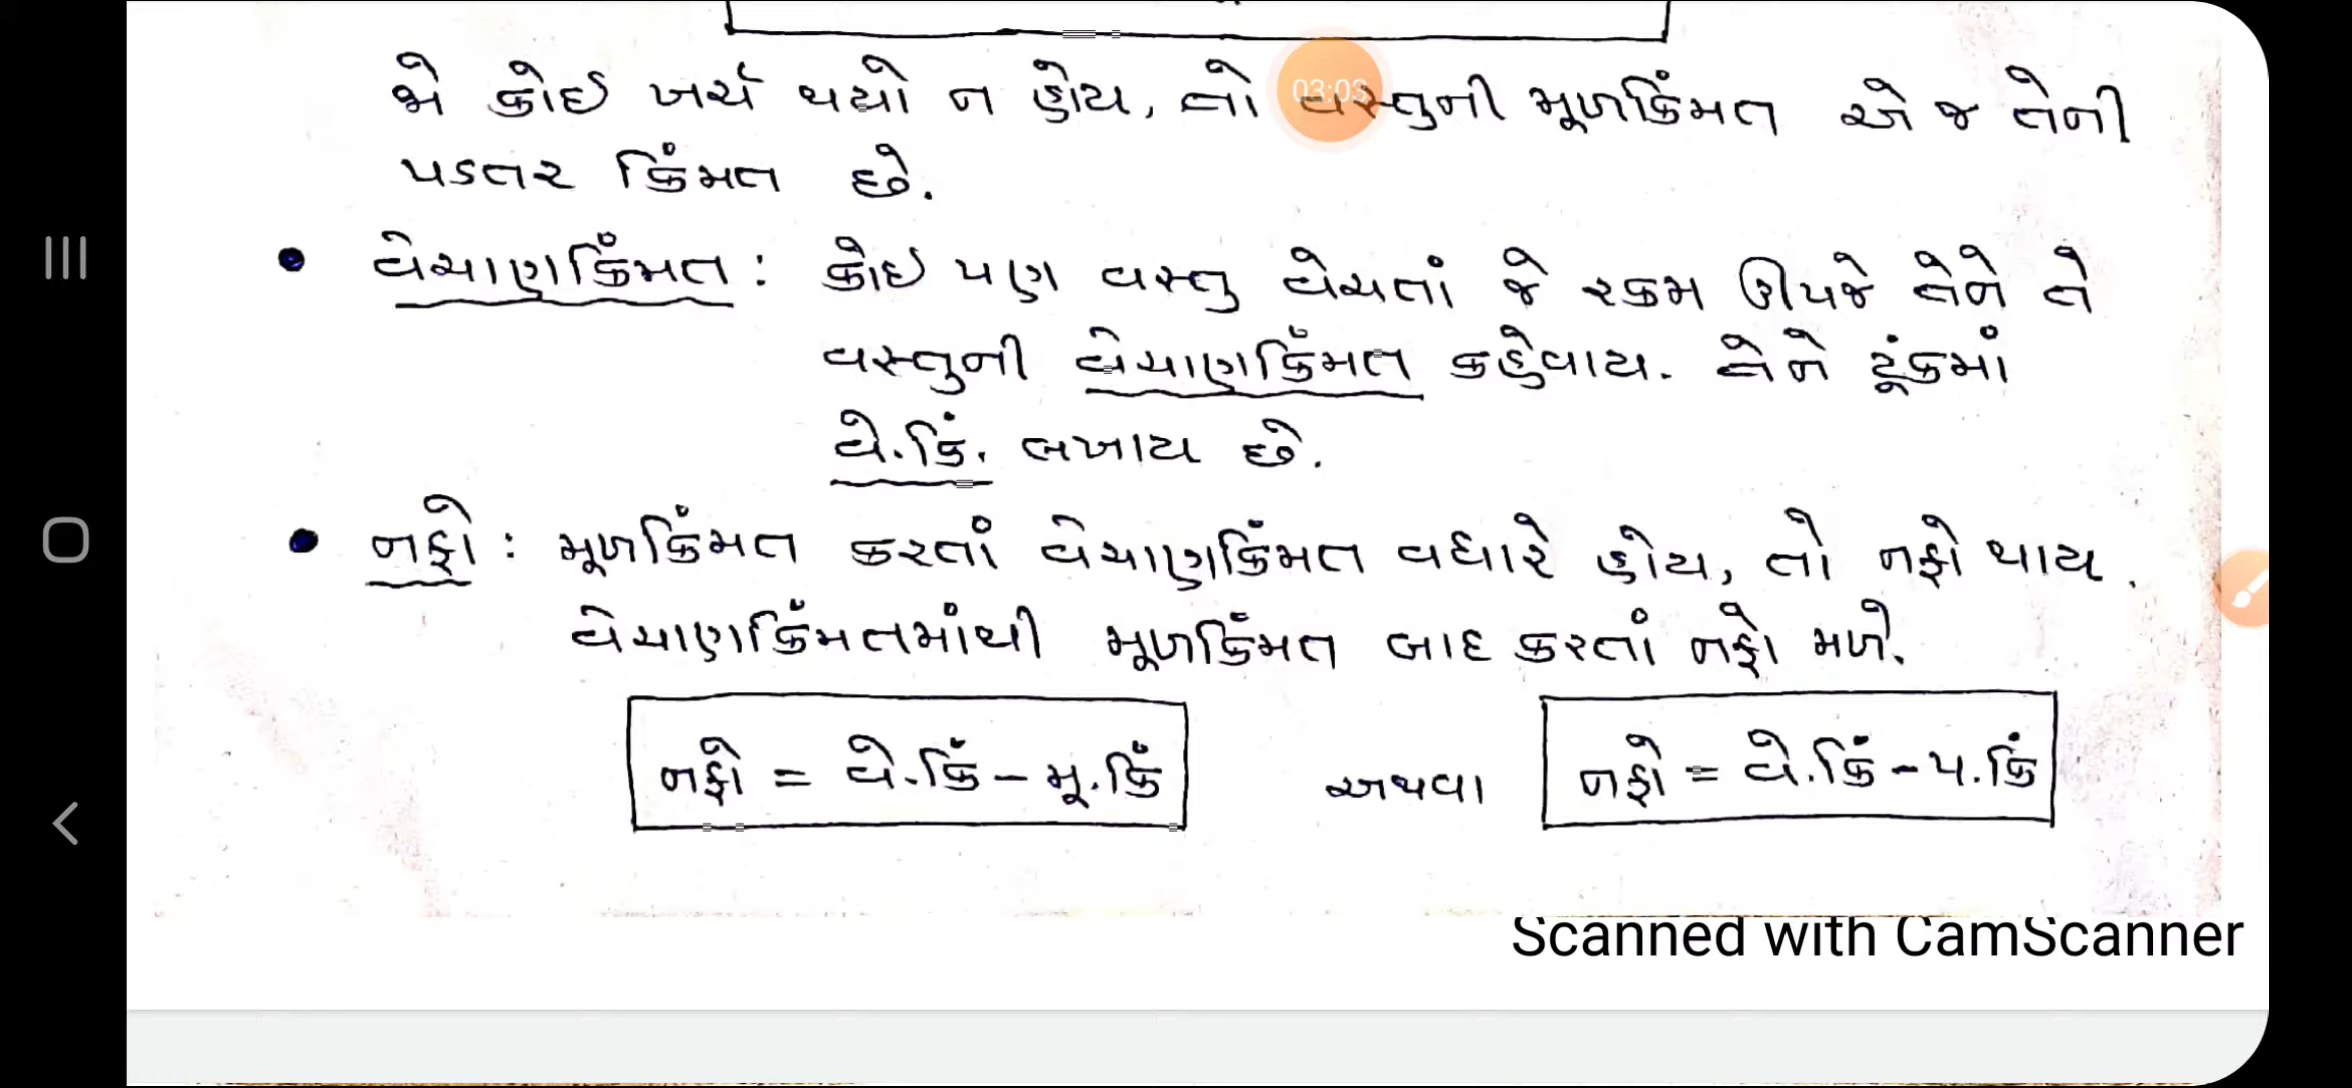 જો કોઈ ખર્ચ થયો ન હોય, તો વસ્તુની મૂળકિંમત એ જ તેની
03:03
પડતર કિંમત છે.
• વેચાણકિંમત : કોઈ પણ વસ્તુ વેચતાં જે રકમ ઊપજે તેને તે
વસ્તુની વેચાણકિંમત કહેવાય. તેને ટૂંકમાં
વે.કિં. લખાય છે.
• નફો : મૂળકિંમત કરતાં વેચાણકિંમત વધારે હોય, તો નફો થાય.
વેચાણકિંમતમાંથી મૂળકિંમત બાદ કરતાં નફો મળે.
નફો = વે.કિં - મૂ.કિં અથવા નફો = વે.કિં - પ.કિં
Scanned with CamScanner